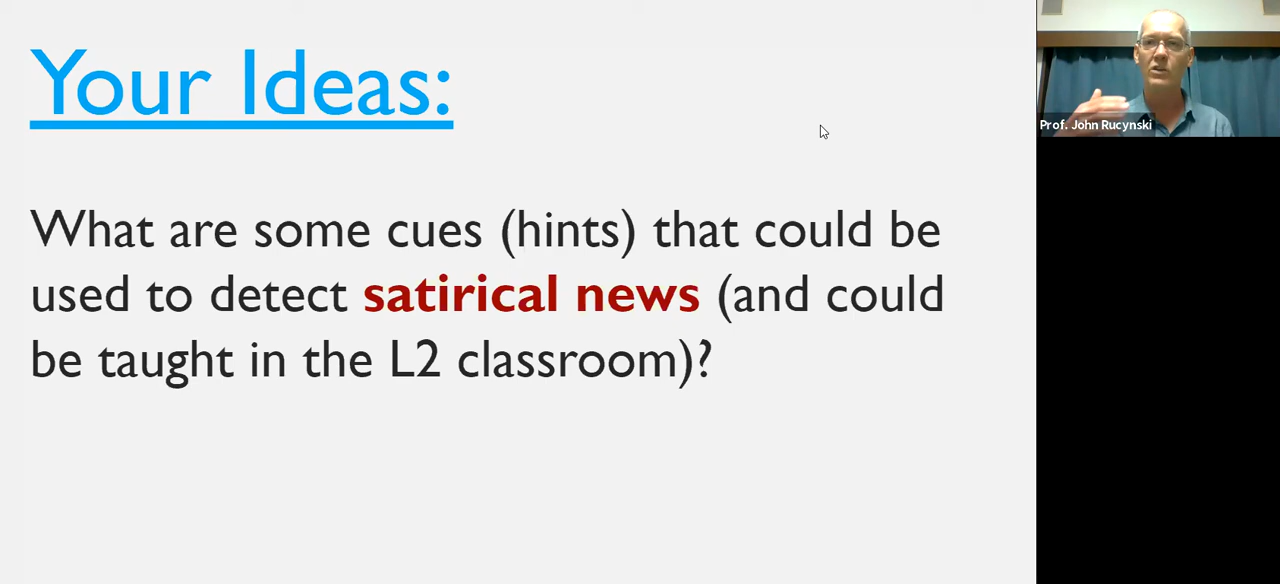 Your Ideas:
What are some cues (hints) that could be
used to detect satirical news (and could
be taught in the L2 classroom)?
Prof. John Rucynski